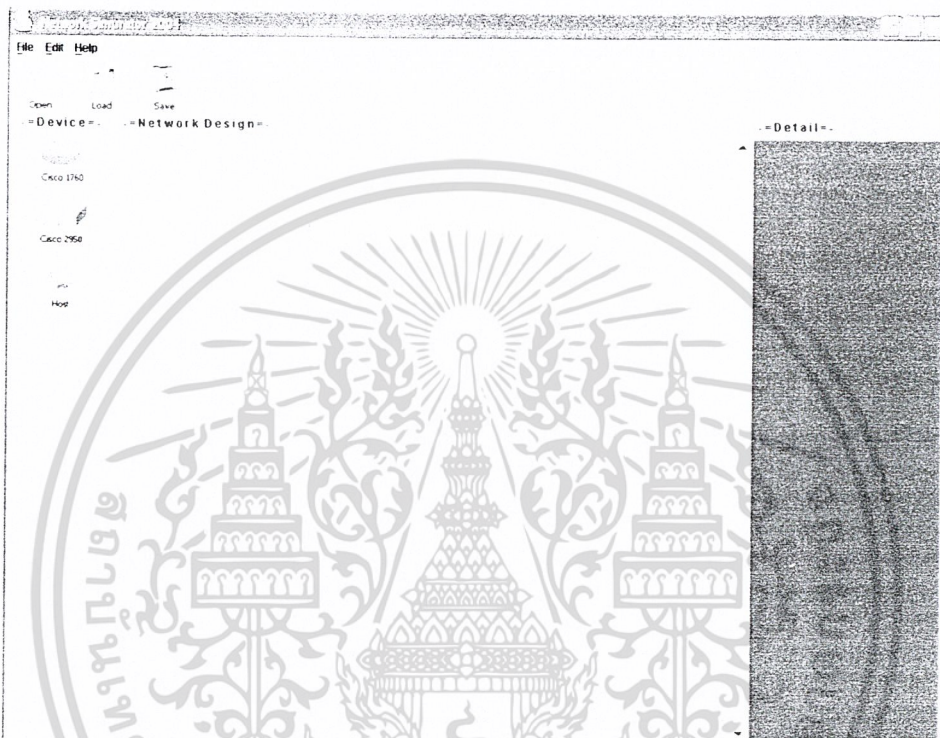 File Edit Help
Open Load Save
-=Device=- -=Network Design=- -=Detail=-
Cisco 1760
Cisco 2950
Host